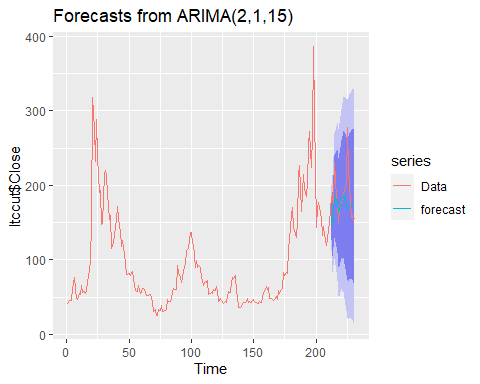 Forecasts from ARIMA(2,1,15)
400
300
200
100
0
ltccut$Close
0
50
100
150
200
Time
series
Data
forecast